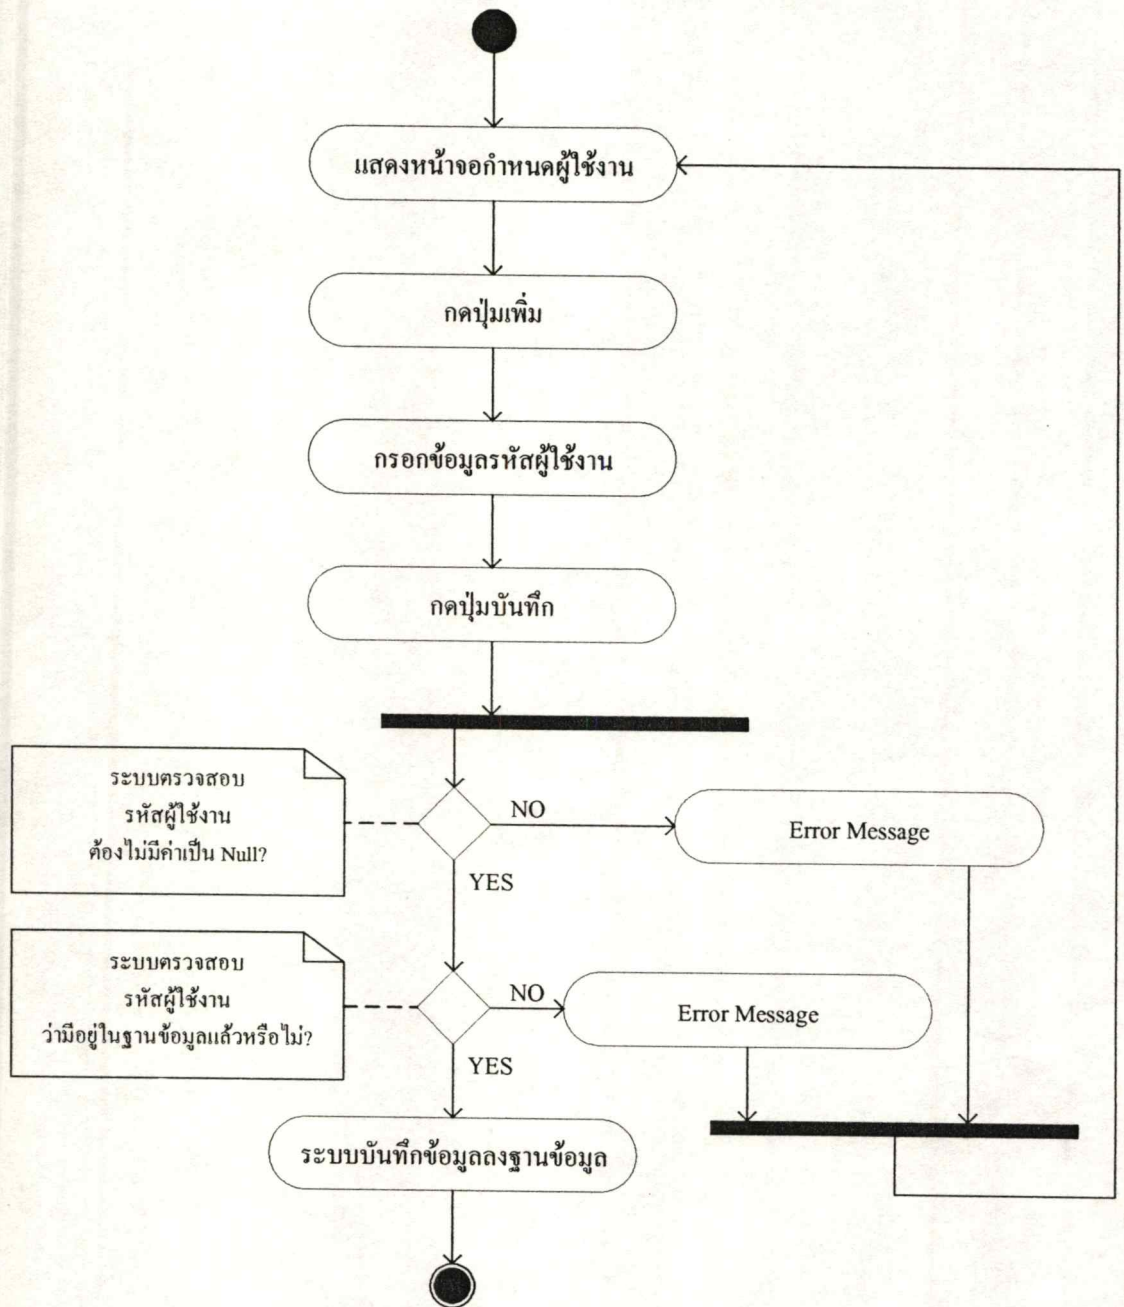 แสดงหน้าจอกำหนดผู้ใช้งาน
กดปุ่มเพิ่ม
กรอกข้อมูลรหัสผู้ใช้งาน
กดปุ่มบันทึก
ระบบตรวจสอบ
รหัสผู้ใช้งาน
ต้องไม่มีค่าเป็น Null?
NO
Error Message
YES
ระบบตรวจสอบ
รหัสผู้ใช้งาน
ว่ามีอยู่ในฐานข้อมูลแล้วหรือไม่?
NO
Error Message
YES
ระบบบันทึกข้อมูลลงฐานข้อมูล